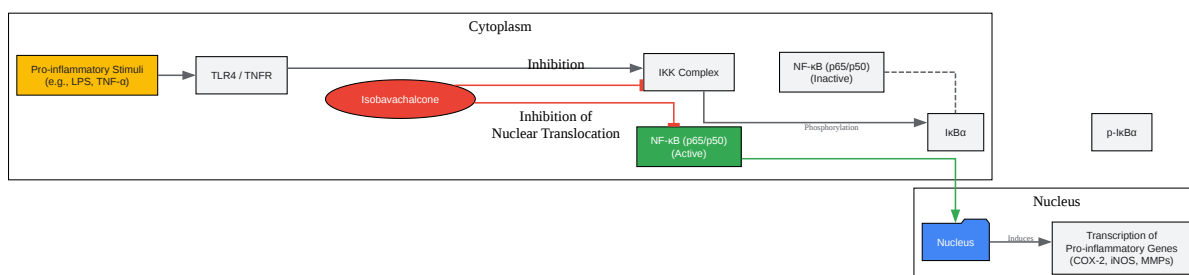 Cytoplasm
Pro-inflammatory Stimuli
(e.g., LPS, TNF-α)
TLR4 / TNFR
Inhibition
IKK Complex
NF-κB (p65/p50)
(Inactive)
Isobavachalcone
Inhibition of
Nuclear Translocation
NF-κB (p65/p50)
(Active)
Phosphorylation
IκBα
p-IκBα
Nucleus
Nucleus
Induces
Transcription of
Pro-inflammatory Genes
(COX-2, iNOS, MMPs)